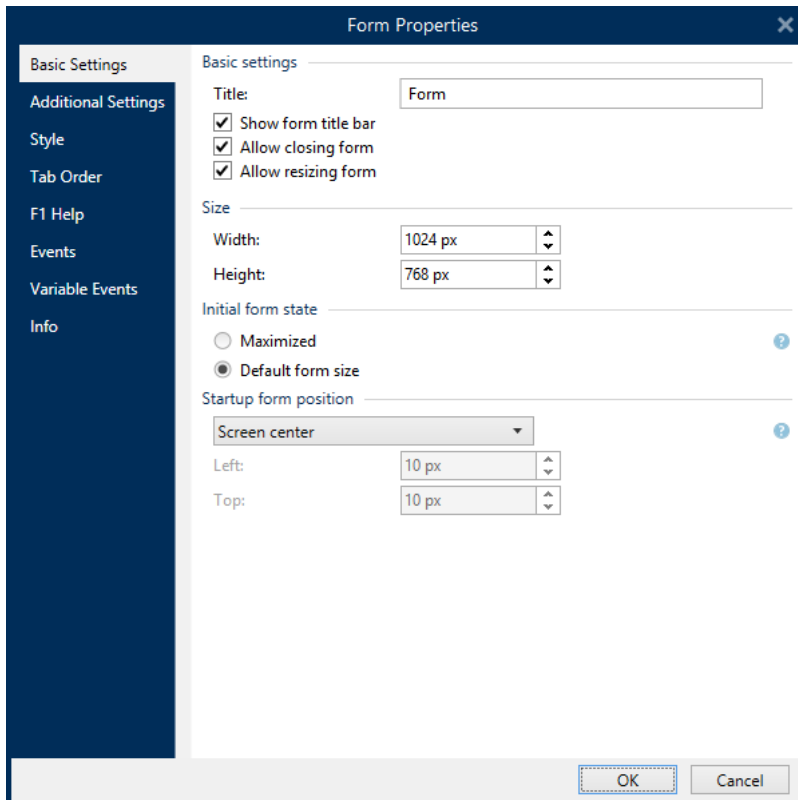 Form Properties
Basic Settings
Additional Settings
Style
Tab Order
F1 Help
Events
Variable Events
Info
Basic settings
Title: Form
Show form title bar
Allow closing form
Allow resizing form
Size
Width: 1024 px
Height: 768 px
Initial form state
Maximized
?
Default form size
Startup form position
Screen center
?
Left: 10 px
Top: 10 px
OK Cancel